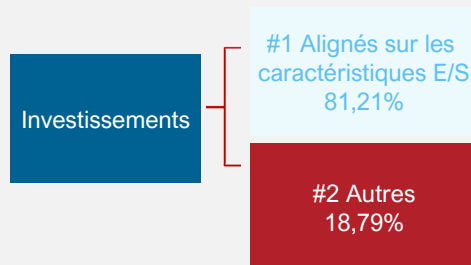 #1 Alignés sur les
caractéristiques E/S
81,21%
Investissements
#2 Autres
18,79%